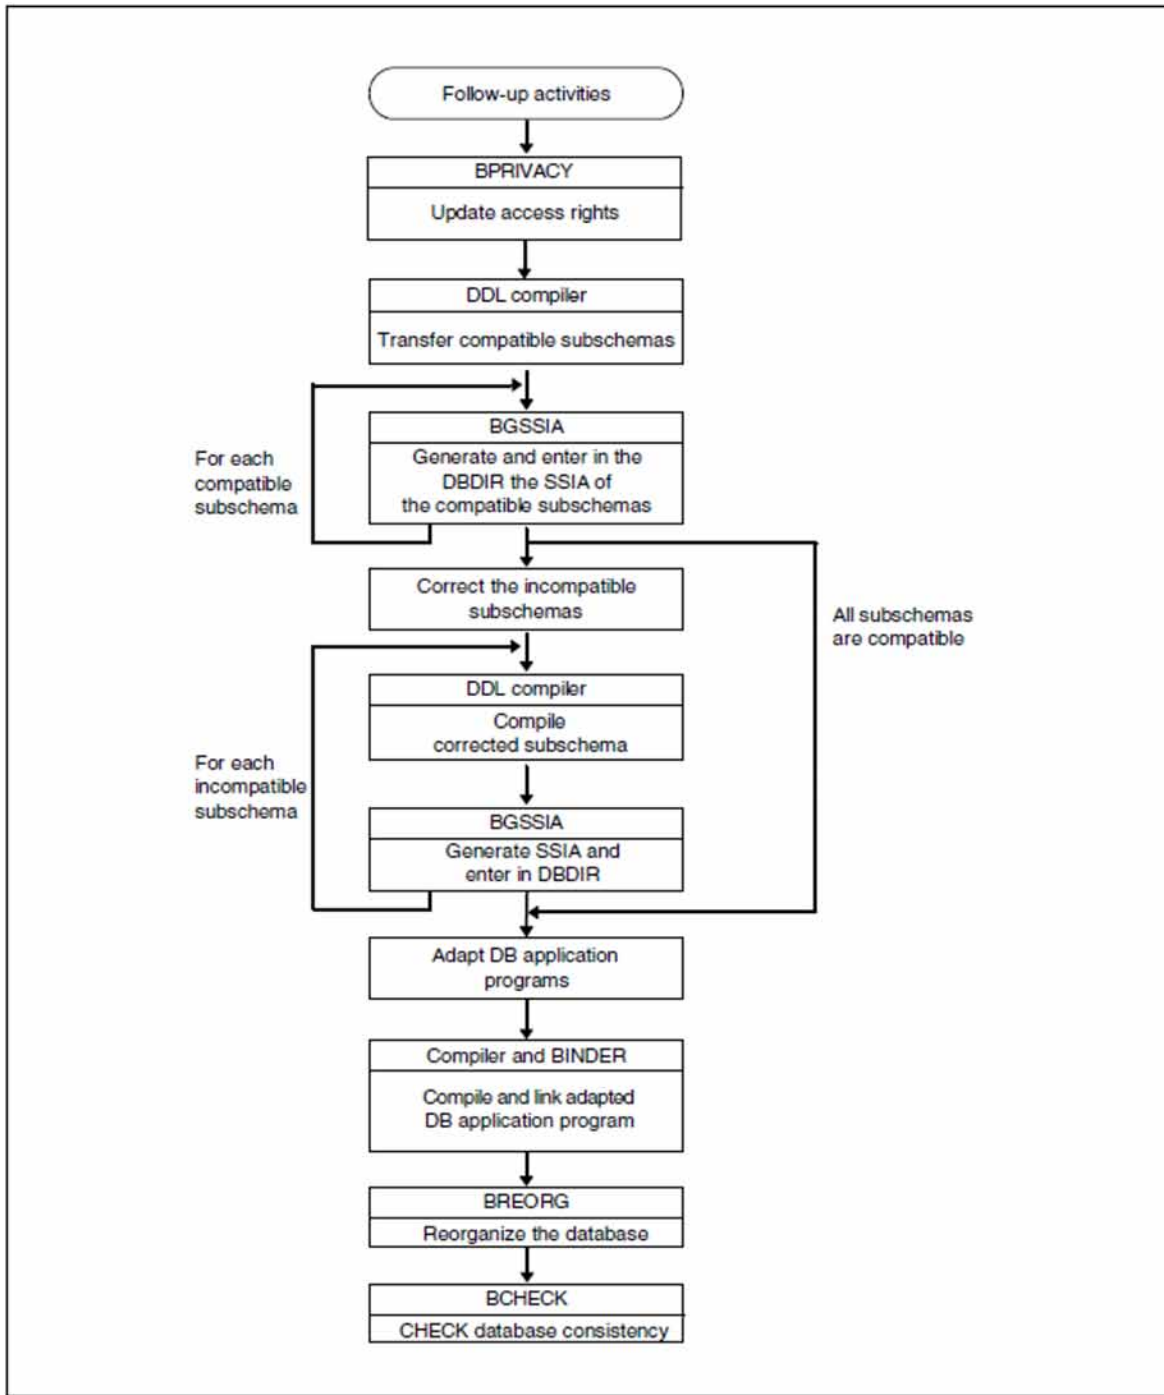 Follow-up activities
BPRIVACY
Update access rights
DDL compiler
Transfer compatible subschemas
For each
compatible
subschema
BGSSIA
Generate and enter in the
DBDIR the SSIA of
the compatible subschemas
Correct the incompatible
subschemas
All subschemas
are compatible
DDL compiler
Compile
corrected subschema
For each
incompatible
subschema
BGSSIA
Generate SSIA and
enter in DBDIR
Adapt DB application
programs
Compiler and BINDER
Compile and link adapted
DB application program
BREORG
Reorganize the database
BCHECK
CHECK database consistency